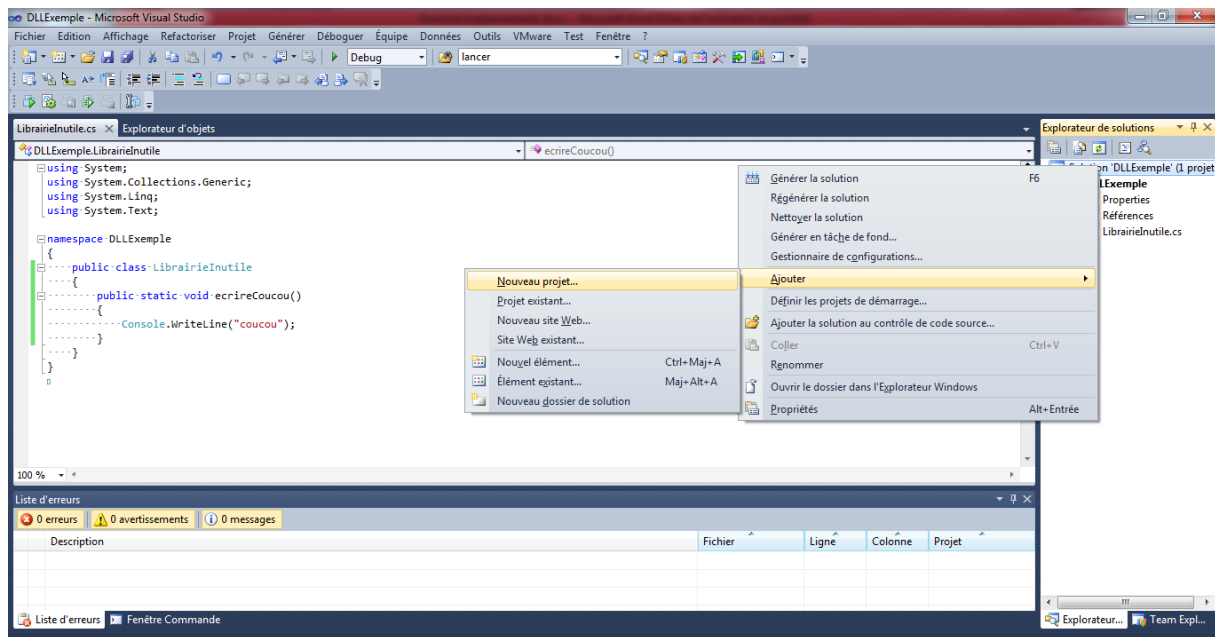 DLLExemple - Microsoft Visual Studio
Fichier Edition Affichage Refactoriser Projet Générer Déboguer Équipe Données Outils VMware Test Fenêtre ?
Debug lancer
LibrairieInutile.cs Explorateur d'objets
Explorateur de solutions
DLLExemple.LibrairieInutile
ecrireCoucou()
using System;
using System.Collections.Generic;
using System.Linq;
using System.Text;
namespace DLLExemple
{
····public class LibrairieInutile
····{
········public static void ecrireCoucou()
········{
············Console.WriteLine("coucou");
········}
····}
}
Générer la solution F6
Régénérer la solution
Nettoyer la solution
Générer en tâche de fond...
Gestionnaire de configurations...
Ajouter
Définir les projets de démarrage...
Ajouter la solution au contrôle de code source...
Coller Ctrl+V
Renommer
Ouvrir le dossier dans l'Explorateur Windows
Propriétés Alt+Entrée
Nouveau projet...
Projet existant...
Nouveau site Web...
Site Web existant...
Nouvel élément... Ctrl+Maj+A
Élément existant... Maj+Alt+A
Nouveau dossier de solution
'DLLExemple' (1 projet
LExemple
Properties
Références
LibrairieInutile.cs
100 %
Liste d'erreurs
0 erreurs 0 avertissements 0 messages
Description Fichier Ligne Colonne Projet
Liste d'erreurs Fenêtre Commande
Explorateur... Team Expl...